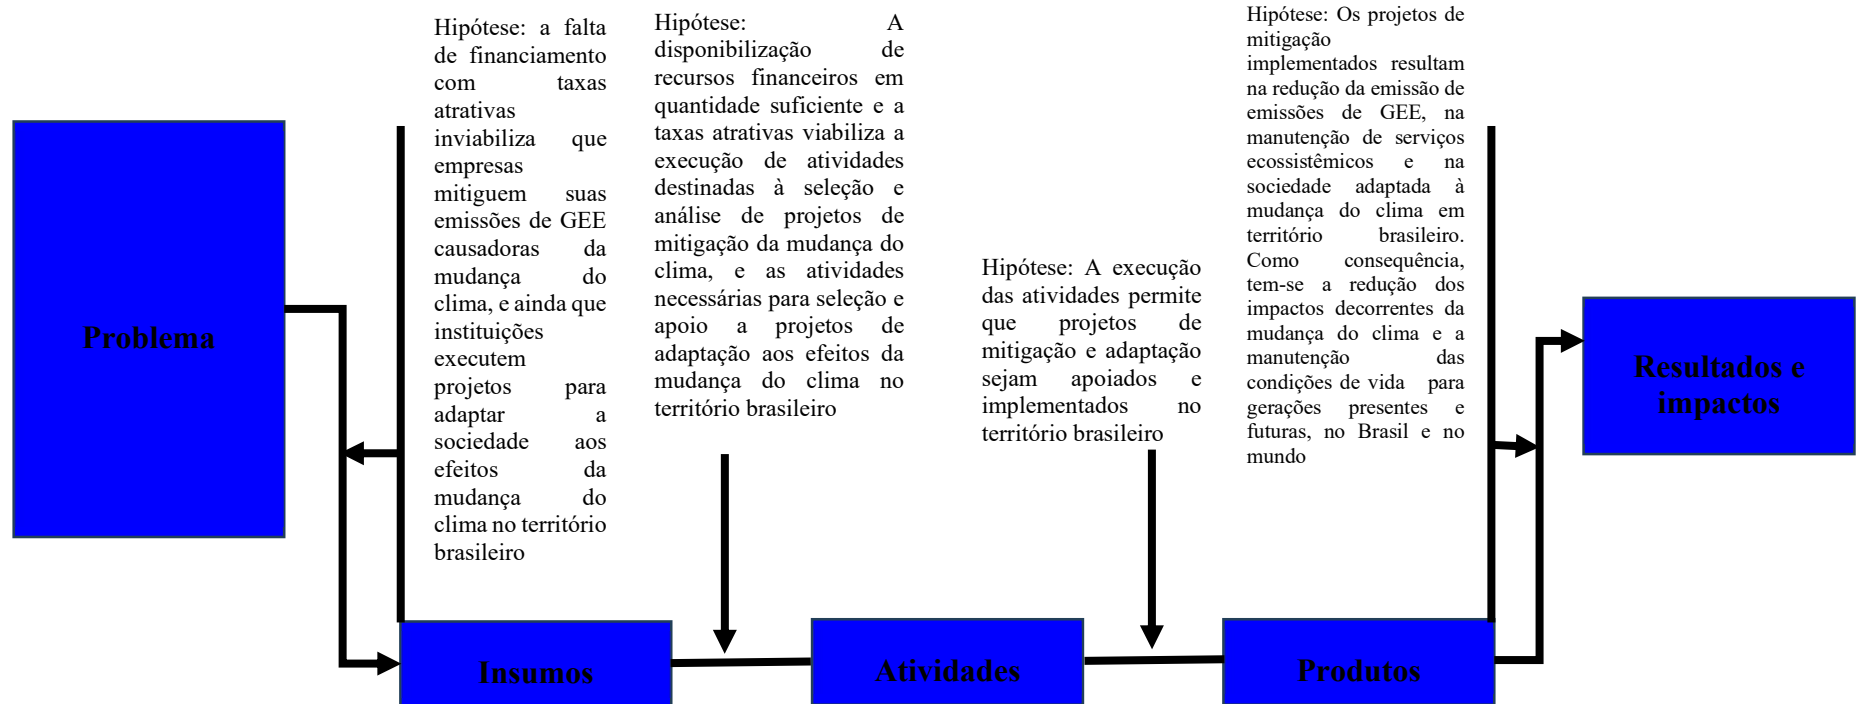 Problema
Hipótese: a falta
de financiamento
com taxas
atrativas
inviabiliza que
empresas
mitiguem suas
emissões de GEE
causadoras da
mudança do
clima, e ainda que
instituições
executem
projetos para
adaptar a
sociedade aos
efeitos da
mudança do
clima no território
brasileiro
Insumos
Hipótese: A
disponibilização de
recursos financeiros em
quantidade suficiente e a
taxas atrativas viabiliza a
execução de atividades
destinadas à seleção e
análise de projetos de
mitigação da mudança do
clima, e as atividades
necessárias para seleção e
apoio a projetos de
adaptação aos efeitos da
mudança do clima no
território brasileiro
Atividades
Hipótese: A execução
das atividades permite
que projetos de
mitigação e adaptação
sejam apoiados e
implementados no
território brasileiro
Produtos
Hipótese: Os projetos de
mitigação
implementados resultam
na redução da emissão de
emissões de GEE, na
manutenção de serviços
ecossistêmicos e na
sociedade adaptada à
mudança do clima em
território brasileiro.
Como consequência,
tem-se a redução dos
impactos decorrentes da
mudança do clima e a
manutenção das
condições de vida para
gerações presentes e
futuras, no Brasil e no
mundo
Resultados e
impactos